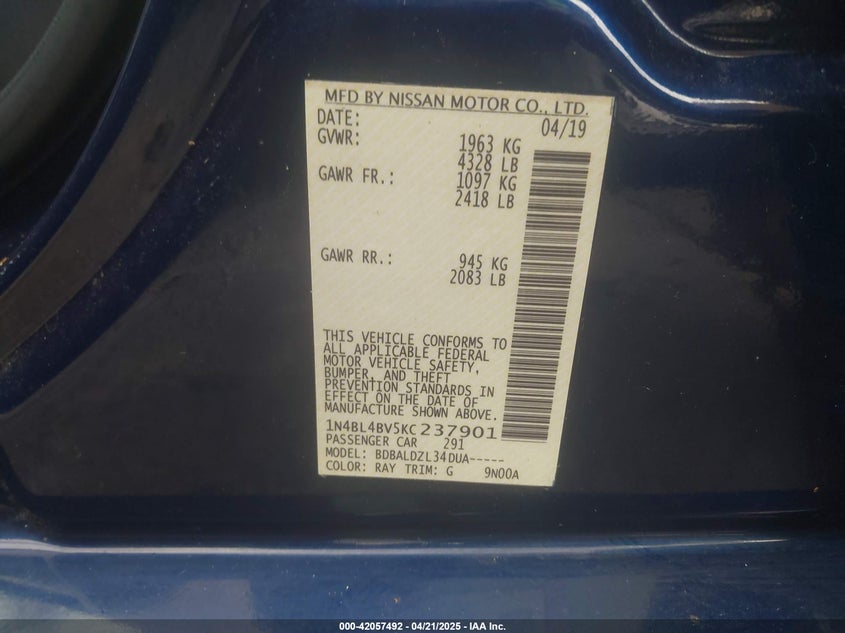 MFD BY NISSAN MOTOR CO., LTD.
DATE: 04/19
GVWR: 1963 KG
4328 LB
GAWR FR.: 1097 KG
2418 LB
GAWR RR.: 945 KG
2083 LB
THIS VEHICLE CONFORMS TO
ALL APPLICABLE FEDERAL
MOTOR VEHICLE SAFETY,
BUMPER, AND THEFT
PREVENTION STANDARDS IN
EFFECT ON THE DATE OF
MANUFACTURE SHOWN ABOVE.
1N4BL4BV5KC237901
PASSENGER CAR 291
MODEL: BDBALDZL34DUA-----
COLOR: RAY TRIM: G 9N00A
000-42057492 - 04/21/2025 - IAA Inc.